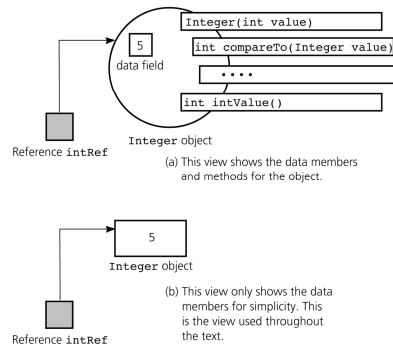 Integer(int value)
5
int compareTo(Integer value)
data field
....
int intValue()
Integer object
Reference intRef
(a) This view shows the data members
and methods for the object.
5
Integer object
(b) This view only shows the data
members for simplicity. This
is the view used throughout
the text.
Reference intRef